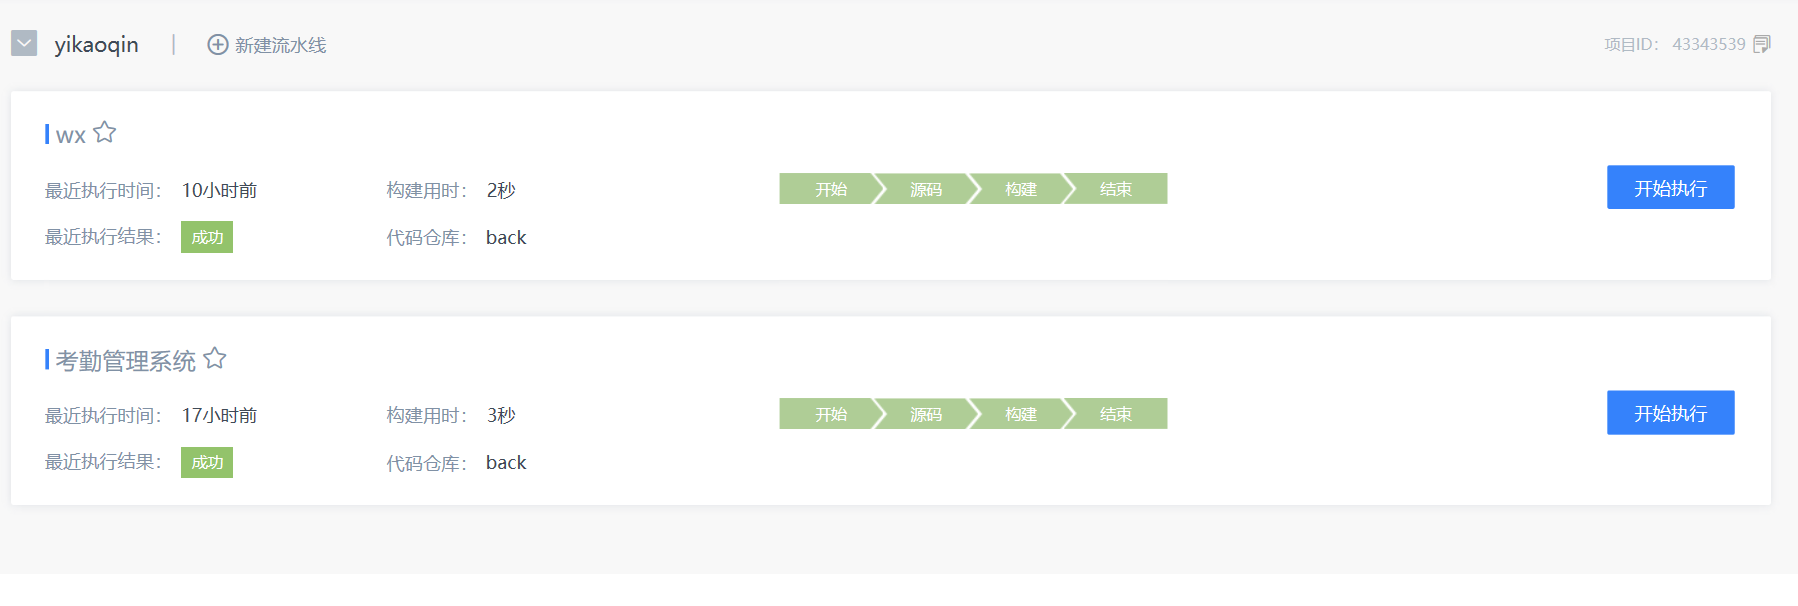 yikaoqin | 新建流水线 项目ID： 43343539
wx
最近执行时间： 10小时前 构建用时： 2秒 开始 源码 构建 结束 开始执行
最近执行结果： 成功 代码仓库： back
考勤管理系统
最近执行时间： 17小时前 构建用时： 3秒 开始 源码 构建 结束 开始执行
最近执行结果： 成功 代码仓库： back